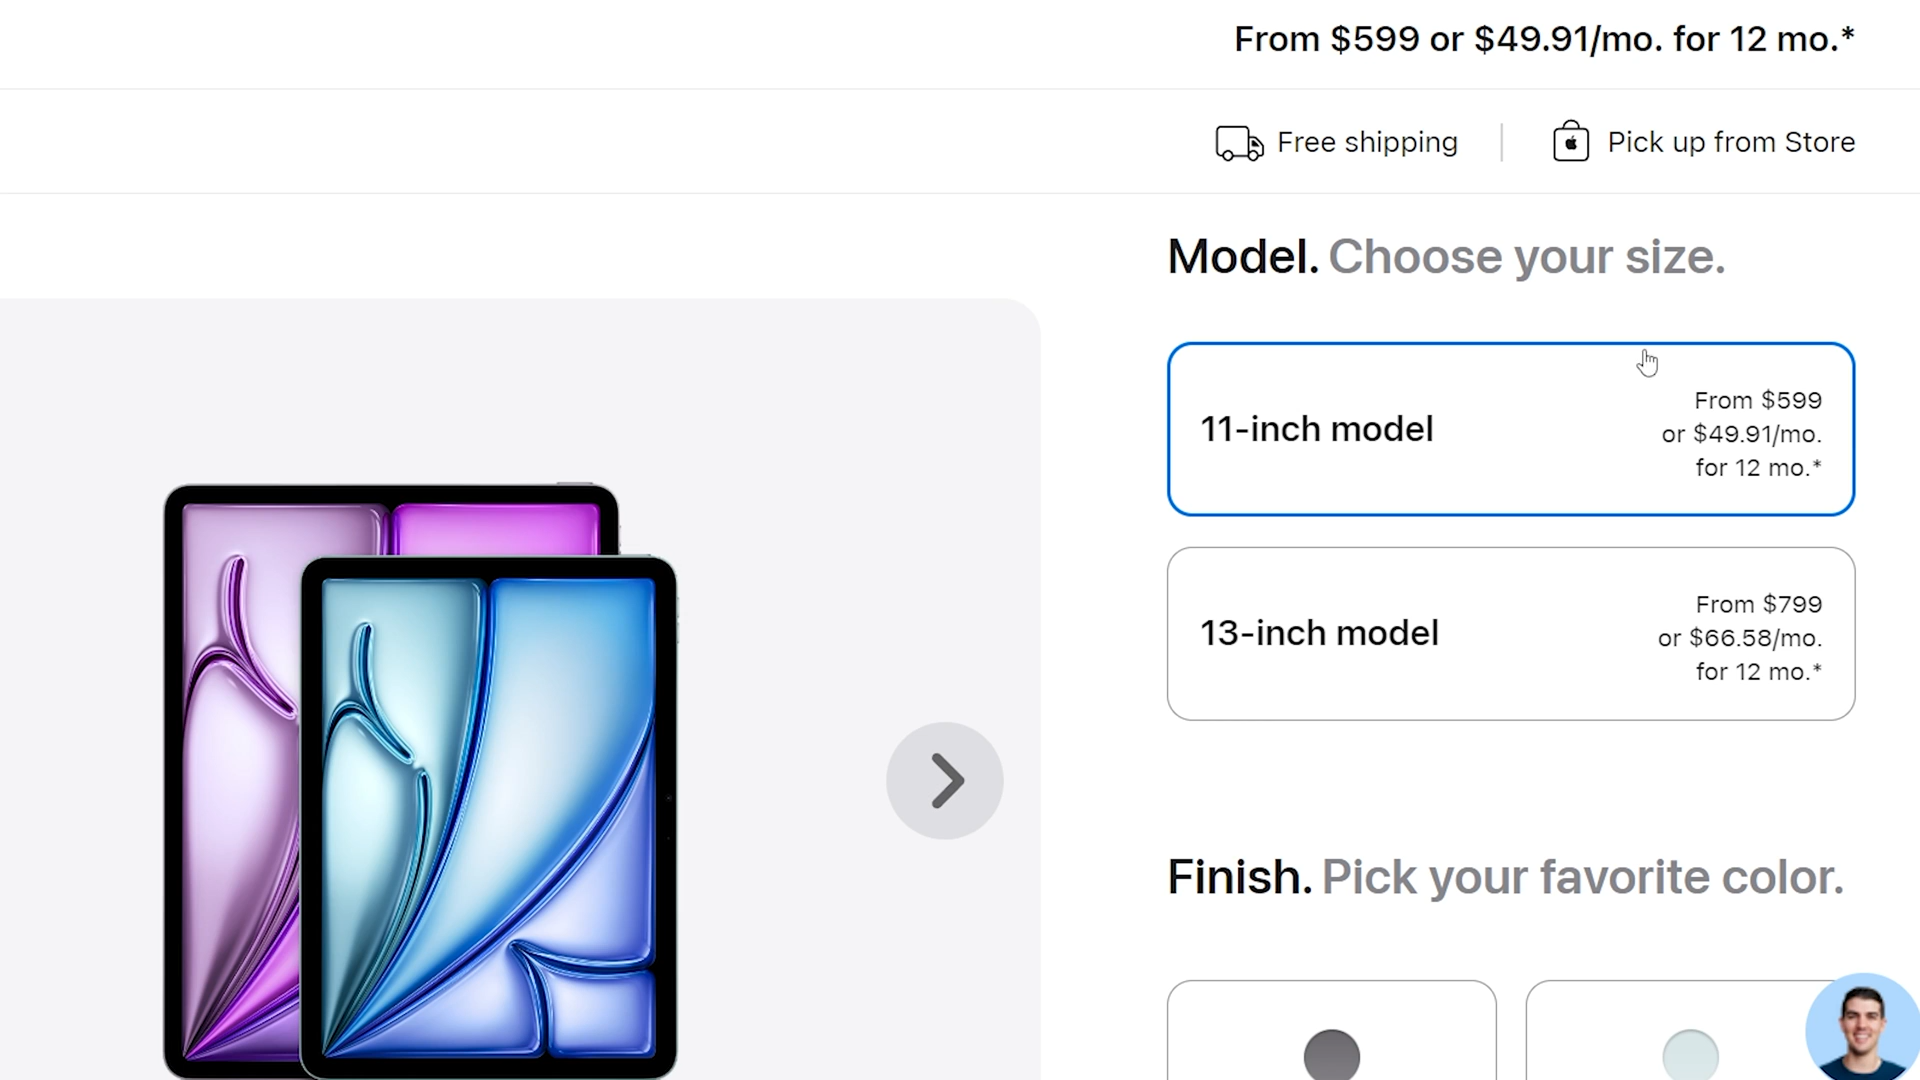 From $599 or $49.91/mo. for 12 mo.*
Free shipping
Pick up from Store
Model. Choose your size.
11-inch model
From $599
or $49.91/mo.
for 12 mo.*
13-inch model
From $799
or $66.58/mo.
for 12 mo.*
Finish. Pick your favorite color.